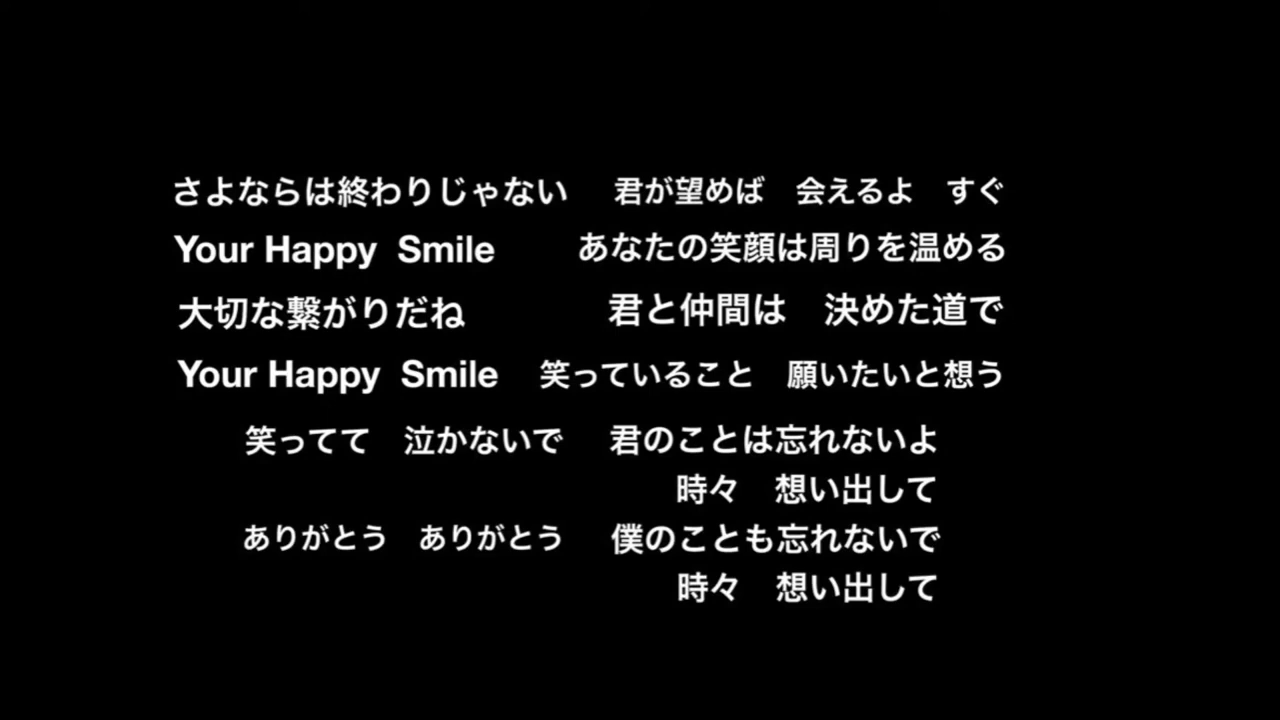 さよならは終わりじゃない　君が望めば　会えるよ　すぐ
Your Happy Smile　あなたの笑顔は周りを温める
大切な繋がりだね　君と仲間は　決めた道で
Your Happy Smile　笑っていること　願いたいと想う
笑ってて　泣かないで　君のことは忘れないよ
時々　想い出して
ありがとう　ありがとう　僕のことも忘れないで
時々　想い出して